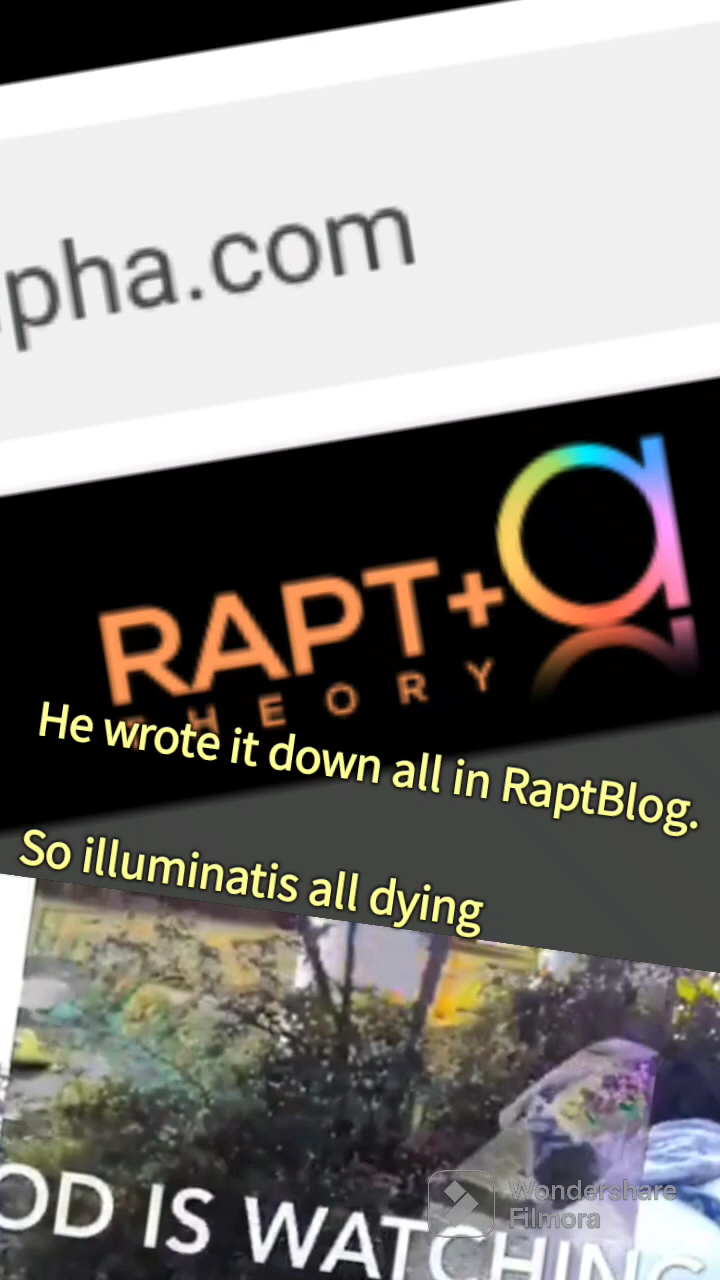 pha.com
RAPT+a
THEORY
He wrote it down all in RaptBlog.
So illuminatis all dying
OD IS WATCHING
Wondershare
Filmora